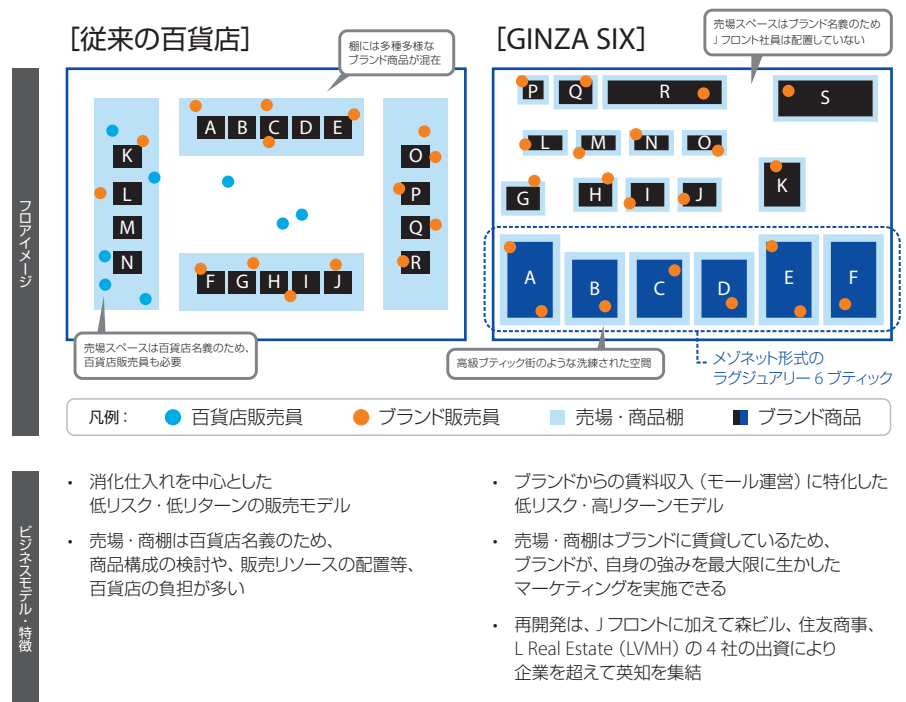 [従来の百貨店]
棚には多種多様な
ブランド商品が混在
[GINZA SIX]
売場スペースはブランド名義のため
Jフロント社員は配置していない
フロアイメージ
A B C D E
K
L
M
N
O
P
Q
R
F G H I J
売場スペースは百貨店名義のため、
百貨店販売員も必要
P Q R S
L M N O
G H I J K
A B C D E F
高級ブティック街のような洗練された空間
メゾネット形式の
ラグジュアリー 6 ブティック
凡例: 百貨店販売員 ブランド販売員 売場・商品棚 ブランド商品
ビジネスモデル・特徴
・ 消化仕入れを中心とした
低リスク・低リターンの販売モデル
・ 売場・商棚は百貨店名義のため、
商品構成の検討や、販売リソースの配置等、
百貨店の負担が多い
・ ブランドからの賃料収入(モール運営)に特化した
低リスク・高リターンモデル
・ 売場・商棚はブランドに賃貸しているため、
ブランドが、自身の強みを最大限に生かした
マーケティングを実施できる
・ 再開発は、Jフロントに加えて森ビル、住友商事、
L Real Estate(LVMH)の4社の出資により
企業を超えて英知を集結